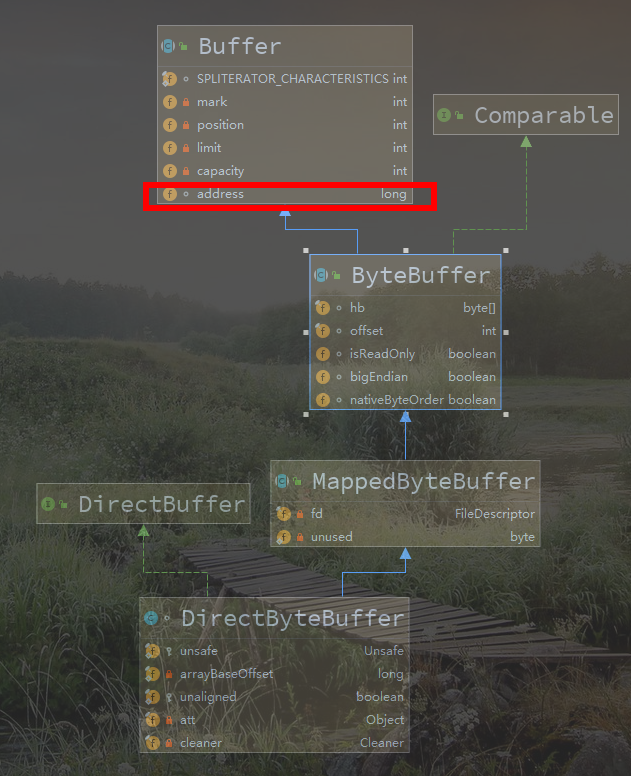 Buffer
SPLITERATOR_CHARACTERISTICS int
mark int
position int
limit int
capacity int
address long
Comparable
ByteBuffer
hb byte[]
offset int
isReadOnly boolean
bigEndian boolean
nativeByteOrder boolean
MappedByteBuffer
fd FileDescriptor
unused byte
DirectBuffer
DirectByteBuffer
unsafe Unsafe
arrayBaseOffset long
unaligned boolean
att Object
cleaner Cleaner